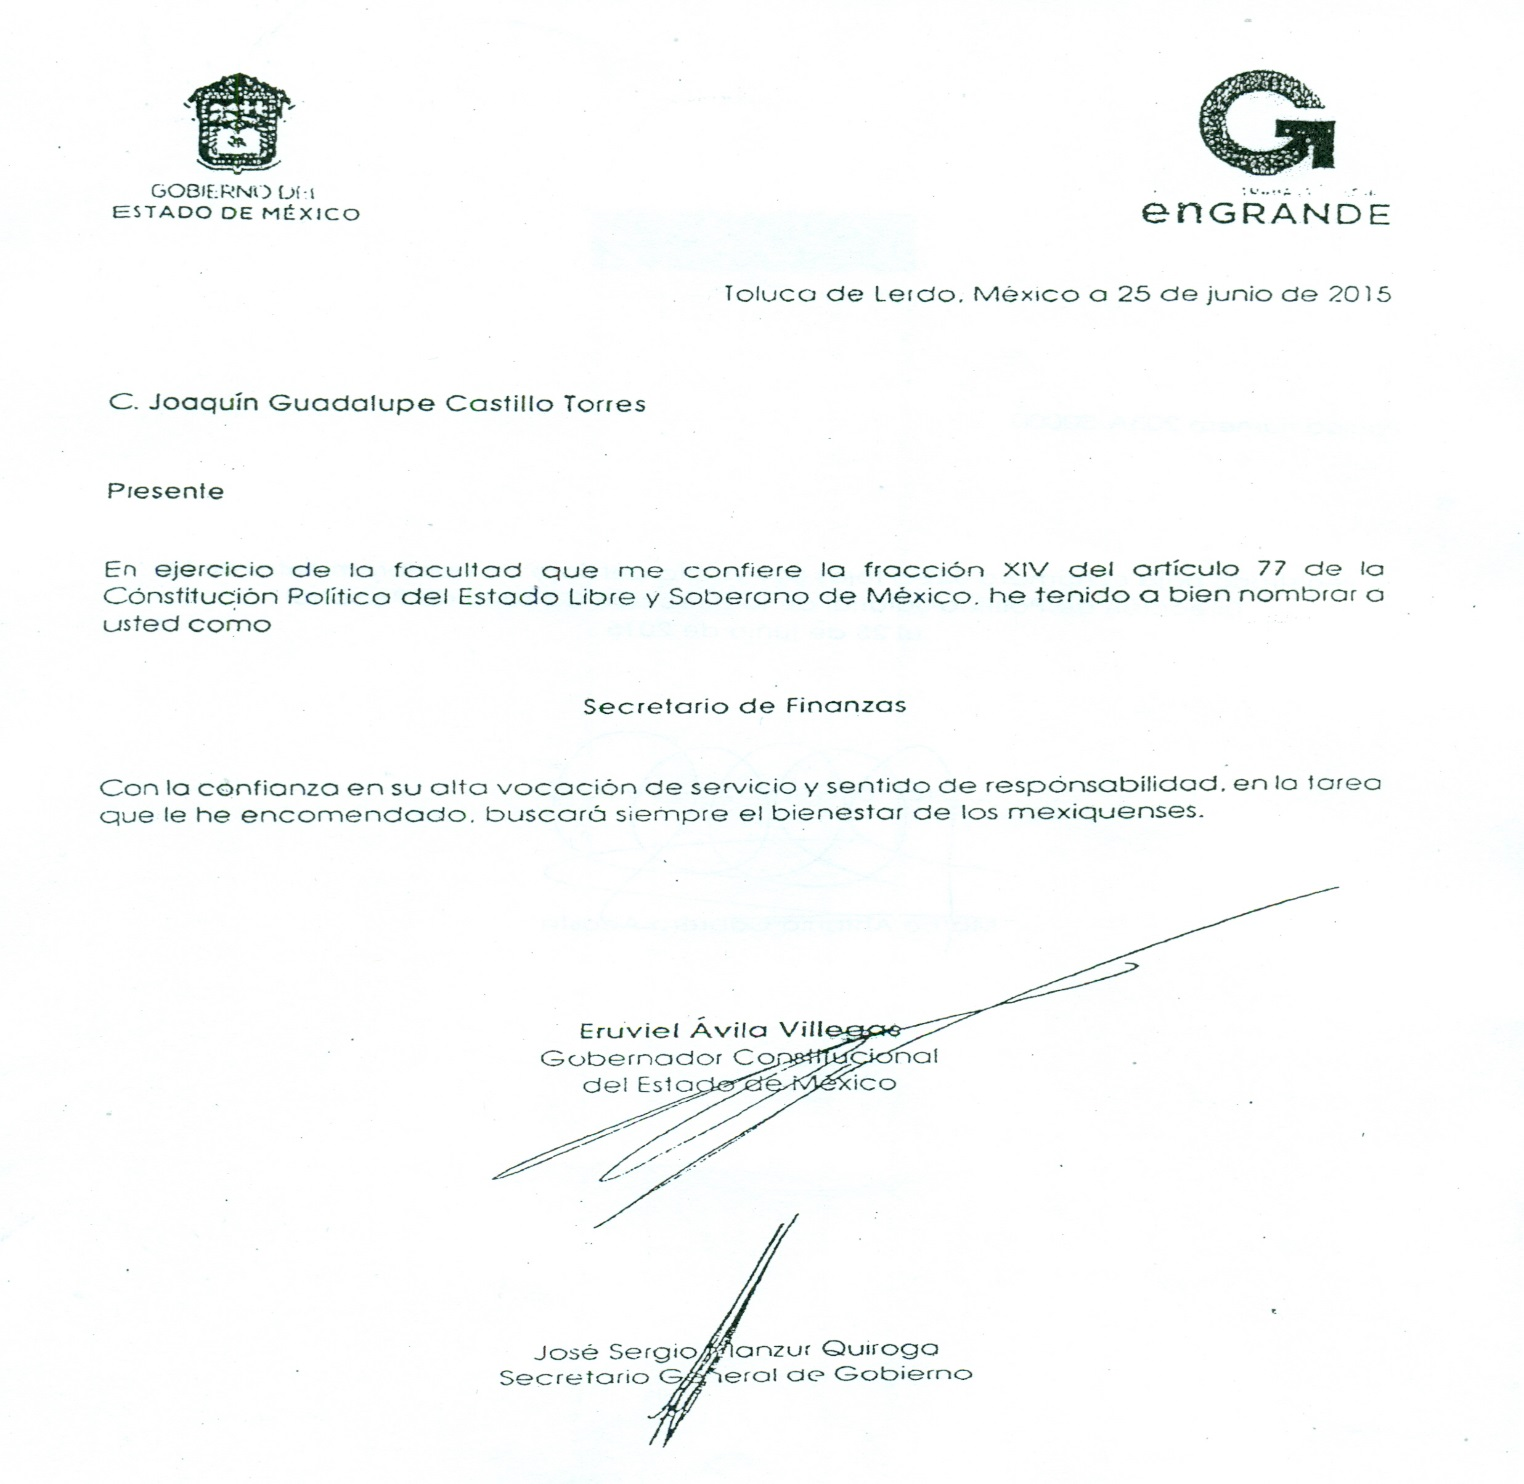 GOBIERNO DEL
ESTADO DE MÉXICO
enGRANDE
Toluca de Lerdo, México a 25 de junio de 2015
C. Joaquín Guadalupe Castillo Torres
Presente
En ejercicio de la facultad que me confiere la fracción XIV del artículo 77 de la
Constitución Política del Estado Libre y Soberano de México, he tenido a bien nombrar a
usted como
Secretario de Finanzas
Con la confianza en su alta vocación de servicio y sentido de responsabilidad, en la tarea
que le he encomendado, buscará siempre el bienestar de los mexiquenses.
Eruviel Ávila Villegas
Gobernador Constitucional
del Estado de México
José Sergio Manzur Quiroga
Secretario General de Gobierno